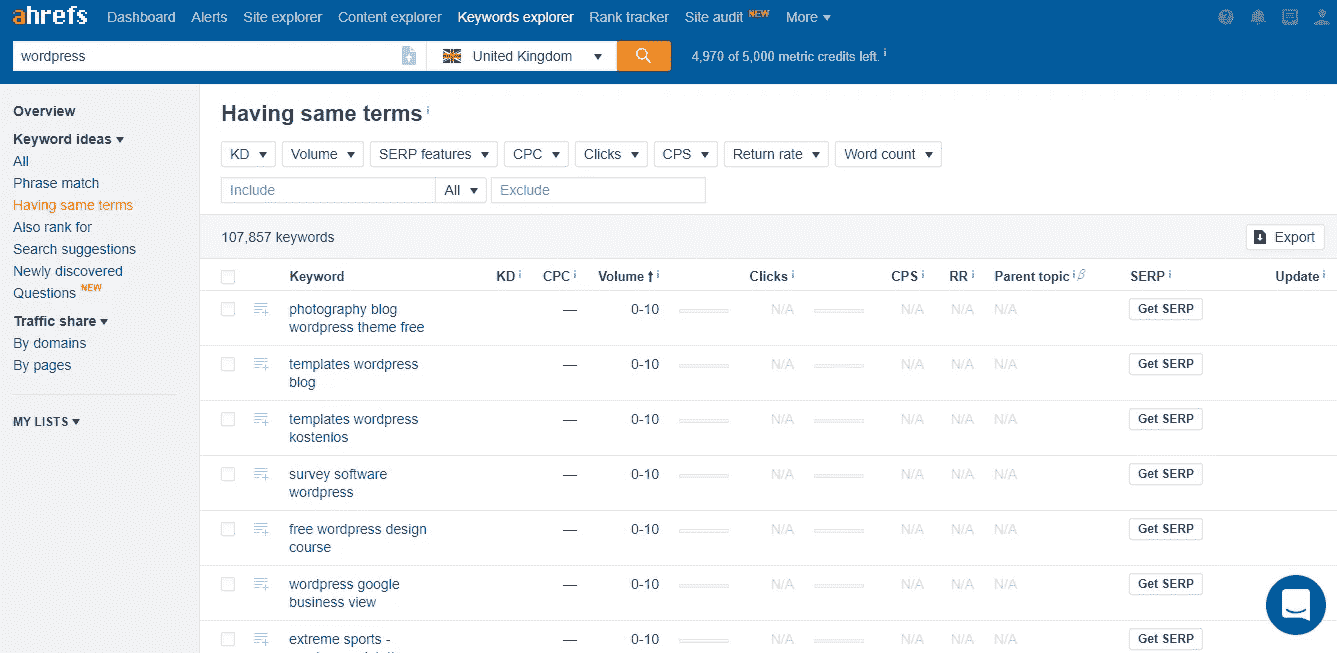 ahrefs Dashboard Alerts Site explorer Content explorer Keywords explorer Rank tracker Site audit NEW More
wordpress United Kingdom 4,970 of 5,000 metric credits left. i
Overview
Keyword ideas
All
Phrase match
Having same terms
Also rank for
Search suggestions
Newly discovered
Questions NEW
Traffic share
By domains
By pages
MY LISTS
Having same terms i
KD Volume SERP features CPC Clicks CPS Return rate Word count
Include All Exclude
107,857 keywords Export
Keyword KD i CPC i Volume i Clicks i CPS i RR i Parent topic i β SERP i Update i
photography blog — 0-10 N/A N/A N/A N/A Get SERP
wordpress theme free
templates wordpress — 0-10 N/A N/A N/A N/A Get SERP
blog
templates wordpress — 0-10 N/A N/A N/A N/A Get SERP
kostenlos
survey software — 0-10 N/A N/A N/A N/A Get SERP
wordpress
free wordpress design — 0-10 N/A N/A N/A N/A Get SERP
course
wordpress google — 0-10 N/A N/A N/A N/A Get SERP
business view
extreme sports - — 0-10 N/A N/A N/A N/A Get SERP